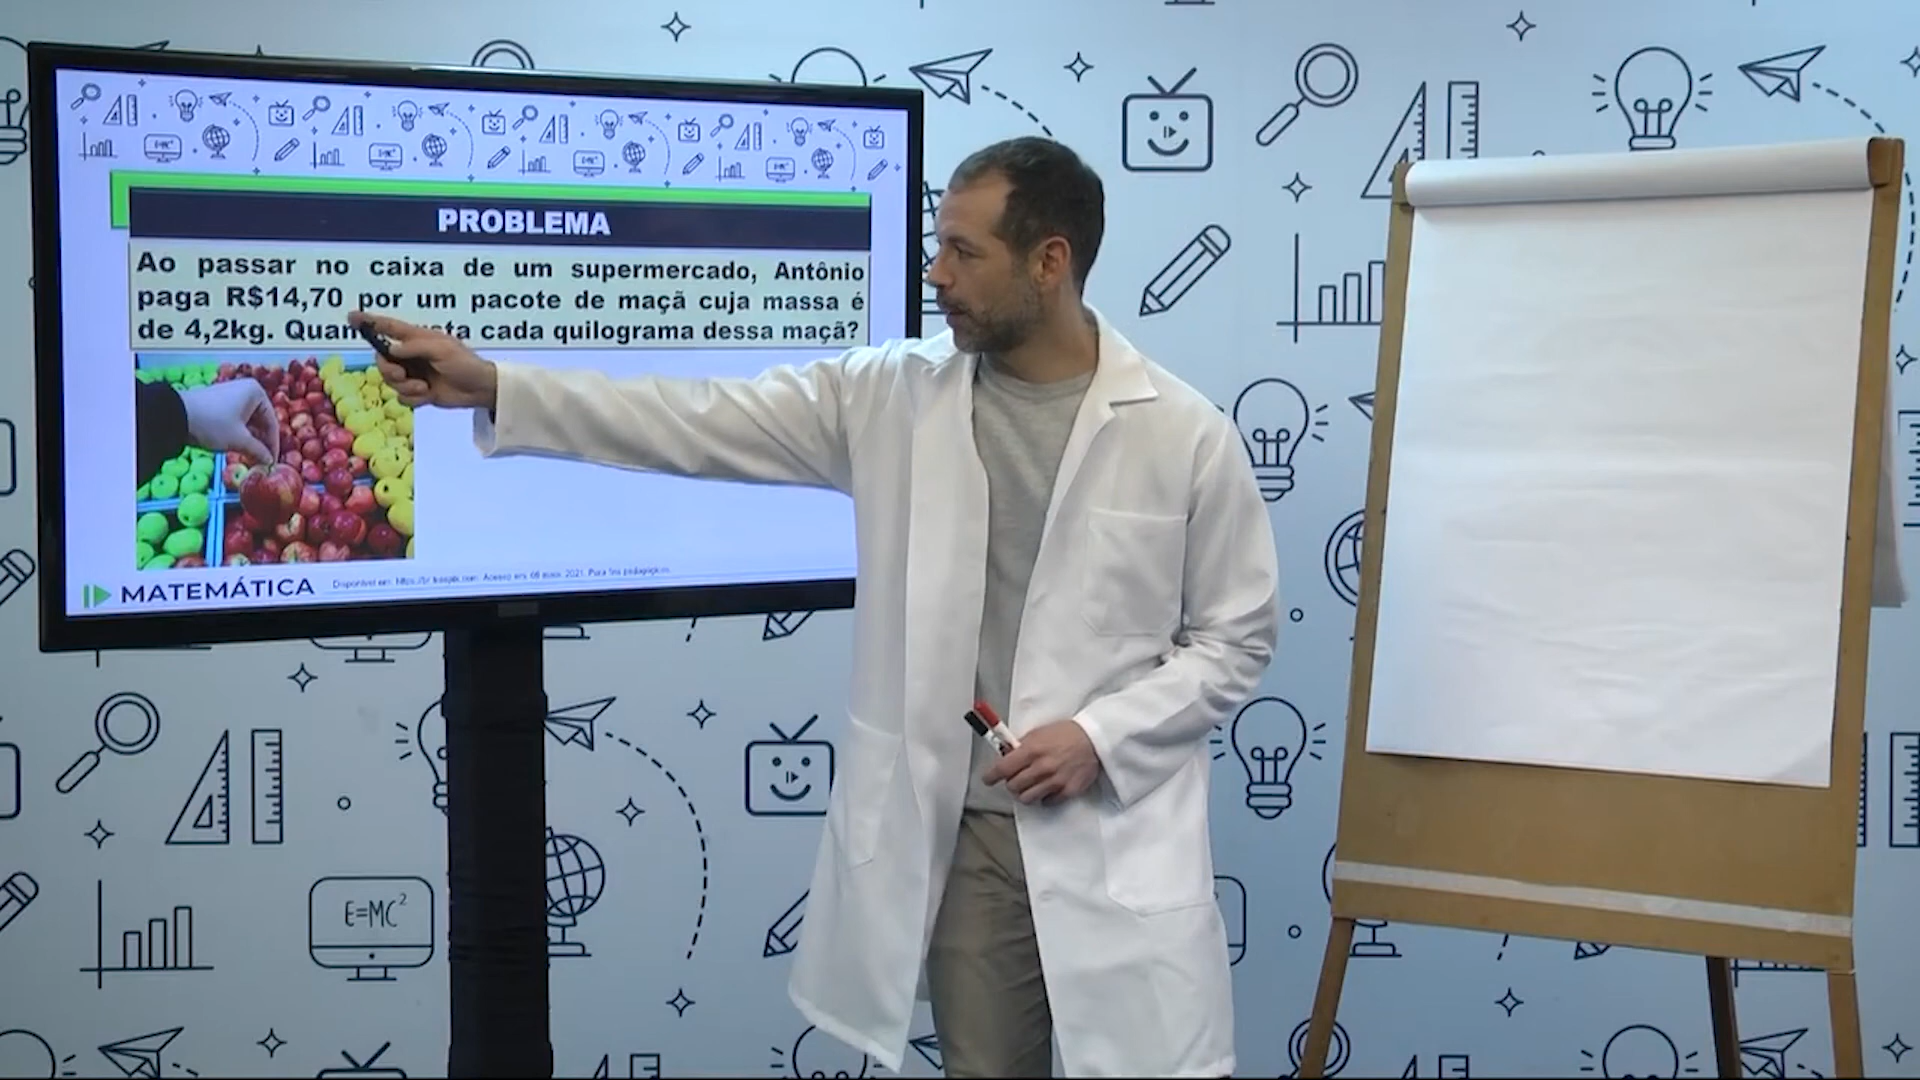 PROBLEMA
Ao passar no caixa de um supermercado, Antônio
paga R$14,70 por um pacote de maçã cuja massa é
de 4,2kg. Quan ta cada quilograma dessa maçã?
MATEMÁTICA
E=MC²